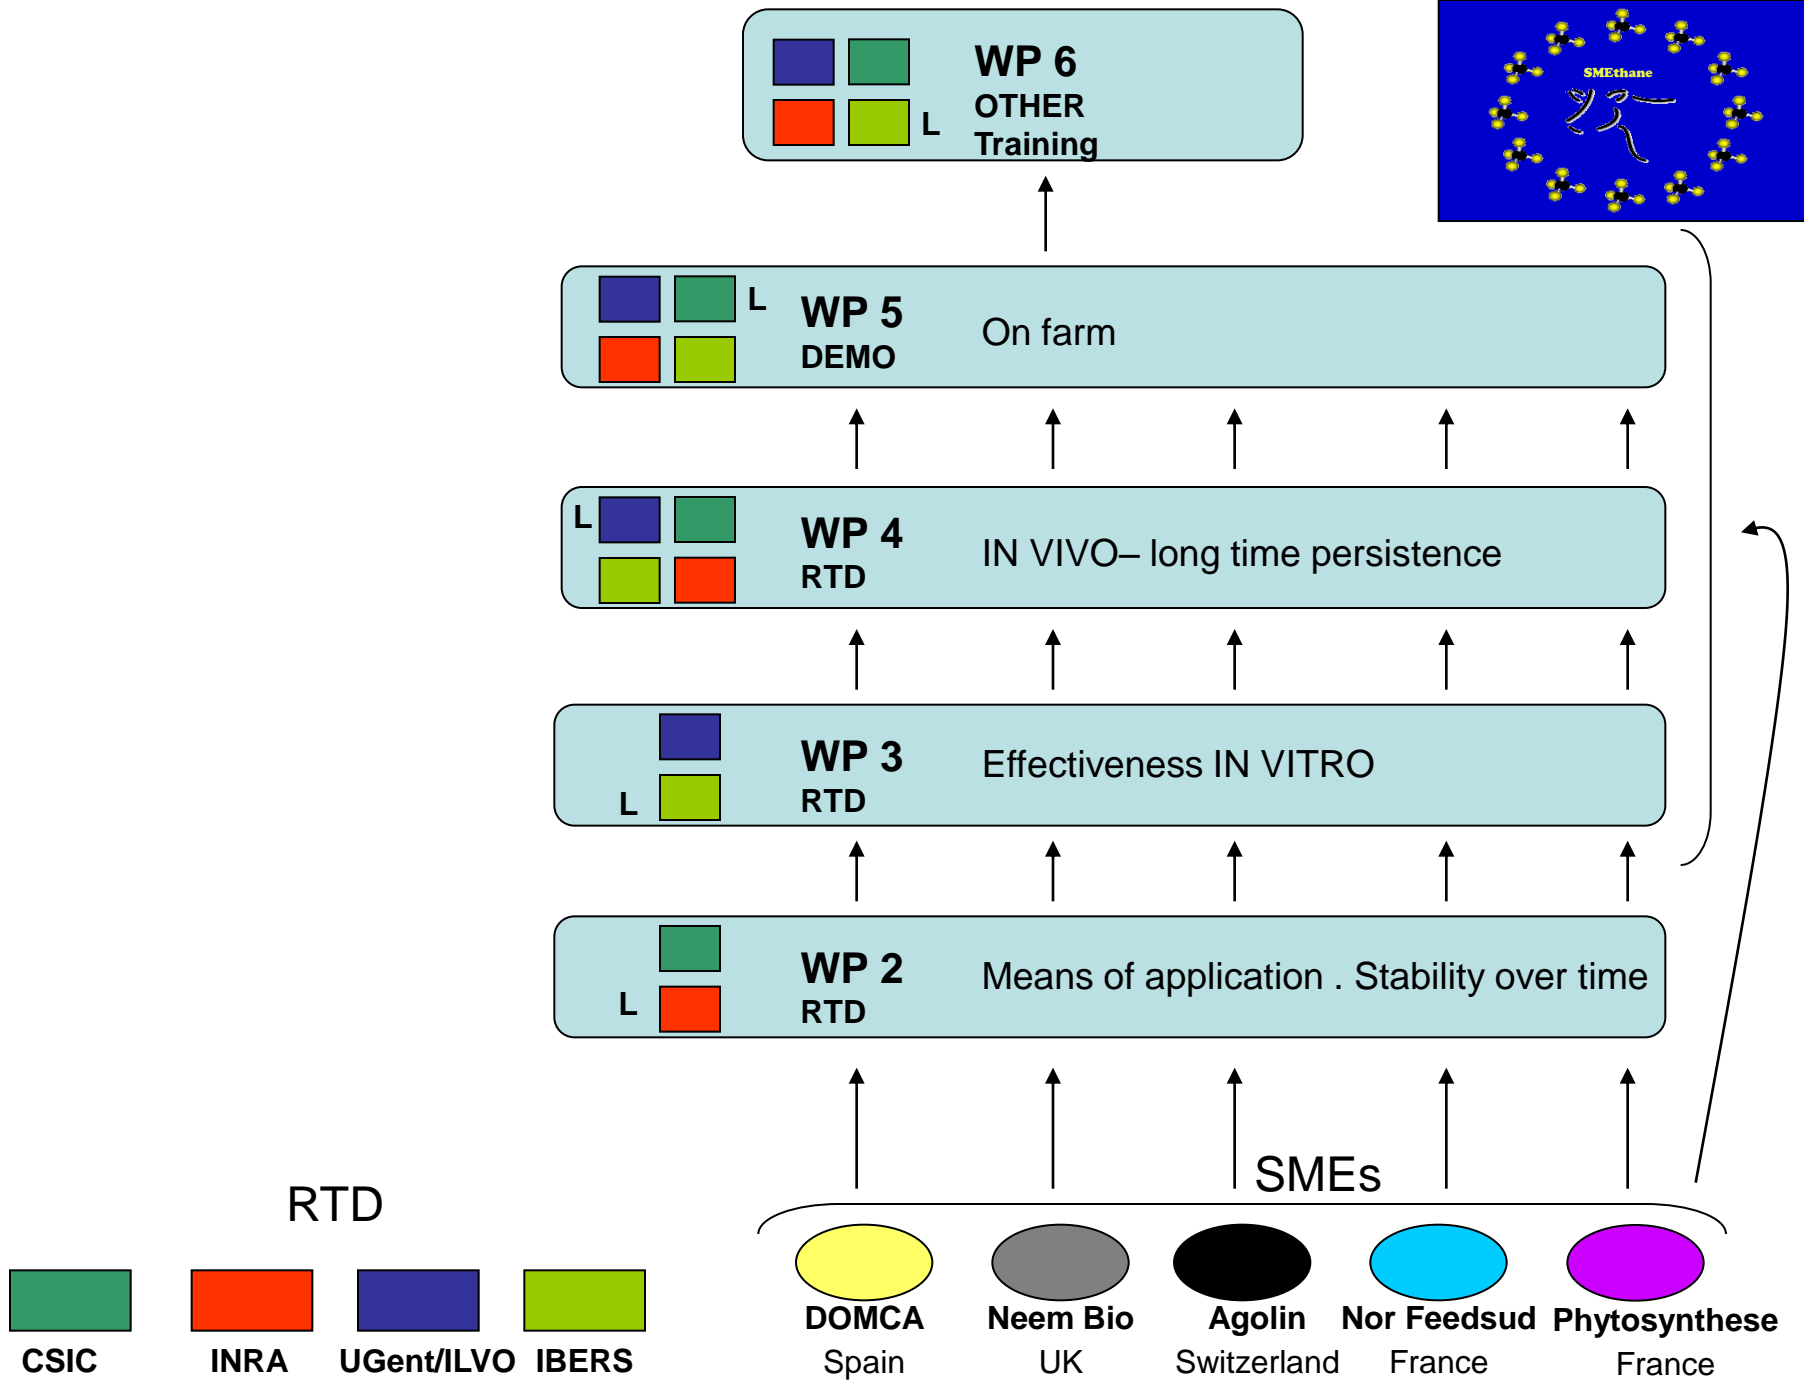 WP 6
OTHER
Training
L
SMEthane
L
WP 5
DEMO
On farm
L
WP 4
RTD
IN VIVO– long time persistence
L
WP 3
RTD
Effectiveness IN VITRO
L
WP 2
RTD
Means of application . Stability over time
RTD
SMEs
CSIC
INRA
UGent/ILVO
IBERS
DOMCA
Spain
Neem Bio
UK
Agolin
Switzerland
Nor Feedsud
France
Phytosynthese
France